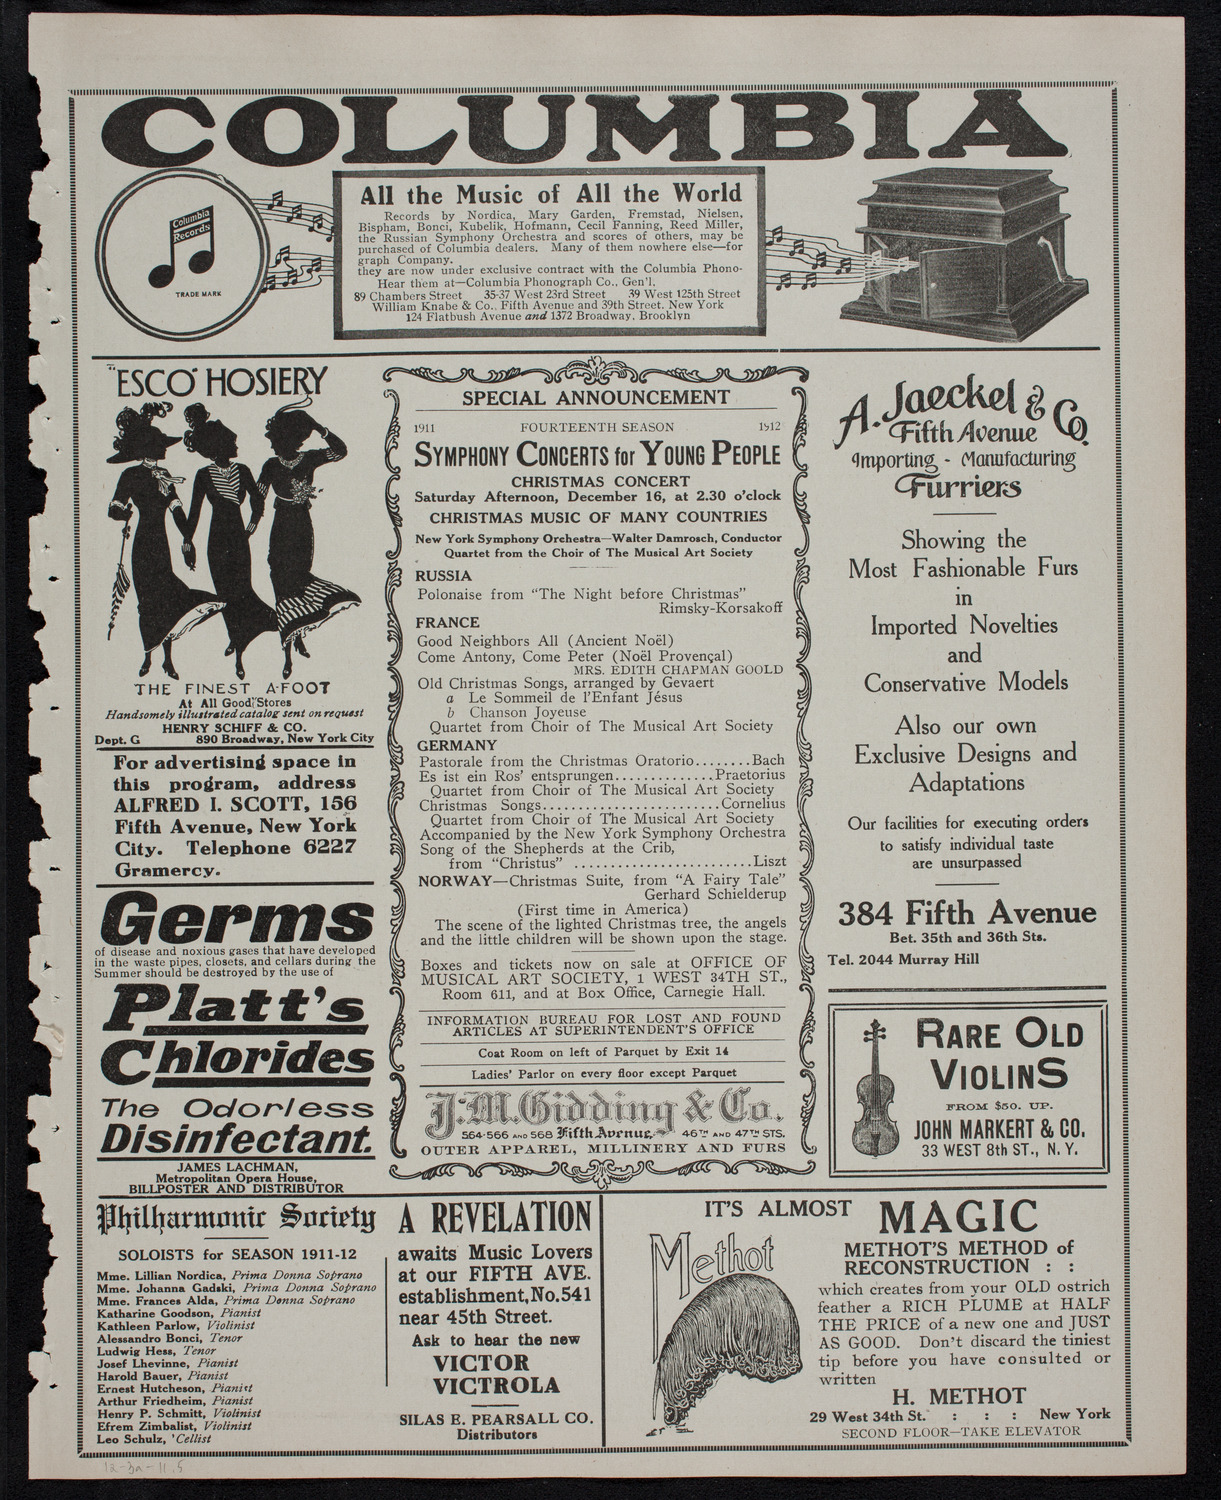 COLUMBIA
Columbia
Records
TRADE MARK
All the Music of All the World
Records by Nordica, Mary Garden, Fremstad, Nielsen,
Bispham, Bonci, Kubelik, Hofmann, Cecil Fanning, Reed Miller,
the Russian Symphony Orchestra and scores of others, may be
purchased of Columbia dealers. Many of them nowhere else—for
graph Company.
they are now under exclusive contract with the Columbia Phono-
Hear them at—Columbia Phonograph Co., Gen'l.
89 Chambers Street 35-37 West 23rd Street 39 West 125th Street
William Knabe & Co., Fifth Avenue and 39th Street, New York
124 Flatbush Avenue and 1372 Broadway, Brooklyn
"ESCO" HOSIERY
THE FINEST A-FOOT
At All Good Stores
Handsomely illustrated catalog sent on request
HENRY SCHIFF & CO.
Dept. G 890 Broadway, New York City
For advertising space in
this program, address
ALFRED I. SCOTT, 156
Fifth Avenue, New York
City. Telephone 6227
Gramercy.
Germs
of disease and noxious gases that have developed
in the waste pipes, closets, and cellars during the
Summer should be destroyed by the use of
Platt's
Chlorides
The Odorless
Disinfectant.
JAMES LACHMAN,
Metropolitan Opera House,
BILLPOSTER AND DISTRIBUTOR
SPECIAL ANNOUNCEMENT
1911 FOURTEENTH SEASON 1912
SYMPHONY CONCERTS for YOUNG PEOPLE
CHRISTMAS CONCERT
Saturday Afternoon, December 16, at 2.30 o'clock
CHRISTMAS MUSIC OF MANY COUNTRIES
New York Symphony Orchestra—Walter Damrosch, Conductor
Quartet from the Choir of The Musical Art Society
RUSSIA
Polonaise from "The Night before Christmas"
Rimsky-Korsakoff
FRANCE
Good Neighbors All (Ancient Noël)
Come Antony, Come Peter (Noël Provençal)
MRS. EDITH CHAPMAN GOOLD
Old Christmas Songs, arranged by Gevaert
a Le Sommeil de l'Enfant Jésus
b Chanson Joyeuse
Quartet from Choir of The Musical Art Society
GERMANY
Pastorale from the Christmas Oratorio........Bach
Es ist ein Ros' entsprungen..............Praetorius
Quartet from Choir of The Musical Art Society
Christmas Songs.........................Cornelius
Quartet from Choir of The Musical Art Society
Accompanied by the New York Symphony Orchestra
Song of the Shepherds at the Crib,
from "Christus" .........................Liszt
NORWAY—Christmas Suite, from "A Fairy Tale"
Gerhard Schielderup
(First time in America)
The scene of the lighted Christmas tree, the angels
and the little children will be shown upon the stage.
Boxes and tickets now on sale at OFFICE OF
MUSICAL ART SOCIETY, 1 WEST 34TH ST.,
Room 611, and at Box Office, Carnegie Hall.
INFORMATION BUREAU FOR LOST AND FOUND
ARTICLES AT SUPERINTENDENT'S OFFICE
Coat Room on left of Parquet by Exit 14
Ladies' Parlor on every floor except Parquet
J.M. Gidding & Co.
564-566 AND 568 Fifth Avenue, 46TH AND 47TH STS.
OUTER APPAREL, MILLINERY AND FURS
A. Jaeckel & Co.
Fifth Avenue
Importing - Manufacturing
Furriers
Showing the
Most Fashionable Furs
in
Imported Novelties
and
Conservative Models
Also our own
Exclusive Designs and
Adaptations
Our facilities for executing orders
to satisfy individual taste
are unsurpassed
384 Fifth Avenue
Bet. 35th and 36th Sts.
Tel. 2044 Murray Hill
RARE OLD
VIOLINS
FROM $50. UP.
JOHN MARKERT & CO.
33 WEST 8th ST., N. Y.
Philharmonic Society
SOLOISTS for SEASON 1911-12
Mme. Lillian Nordica, Prima Donna Soprano
Mme. Johanna Gadski, Prima Donna Soprano
Mme. Frances Alda, Prima Donna Soprano
Katharine Goodson, Pianist
Kathleen Parlow, Violinist
Alessandro Bonci, Tenor
Ludwig Hess, Tenor
Josef Lhevinne, Pianist
Harold Bauer, Pianist
Ernest Hutcheson, Pianist
Arthur Friedheim, Pianist
Henry P. Schmitt, Violinist
Efrem Zimbalist, Violinist
Leo Schulz, 'Cellist
A REVELATION
awaits Music Lovers
at our FIFTH AVE.
establishment, No. 541
near 45th Street.
Ask to hear the new
VICTOR
VICTROLA
SILAS E. PEARSALL CO.
Distributors
IT'S ALMOST MAGIC
Methot
METHOT'S METHOD of
RECONSTRUCTION : :
which creates from your OLD ostrich
feather a RICH PLUME at HALF
THE PRICE of a new one and JUST
AS GOOD. Don't discard the tiniest
tip before you have consulted or
written
H. METHOT
29 West 34th St. : : : New York
SECOND FLOOR—TAKE ELEVATOR
12-3a-11.5